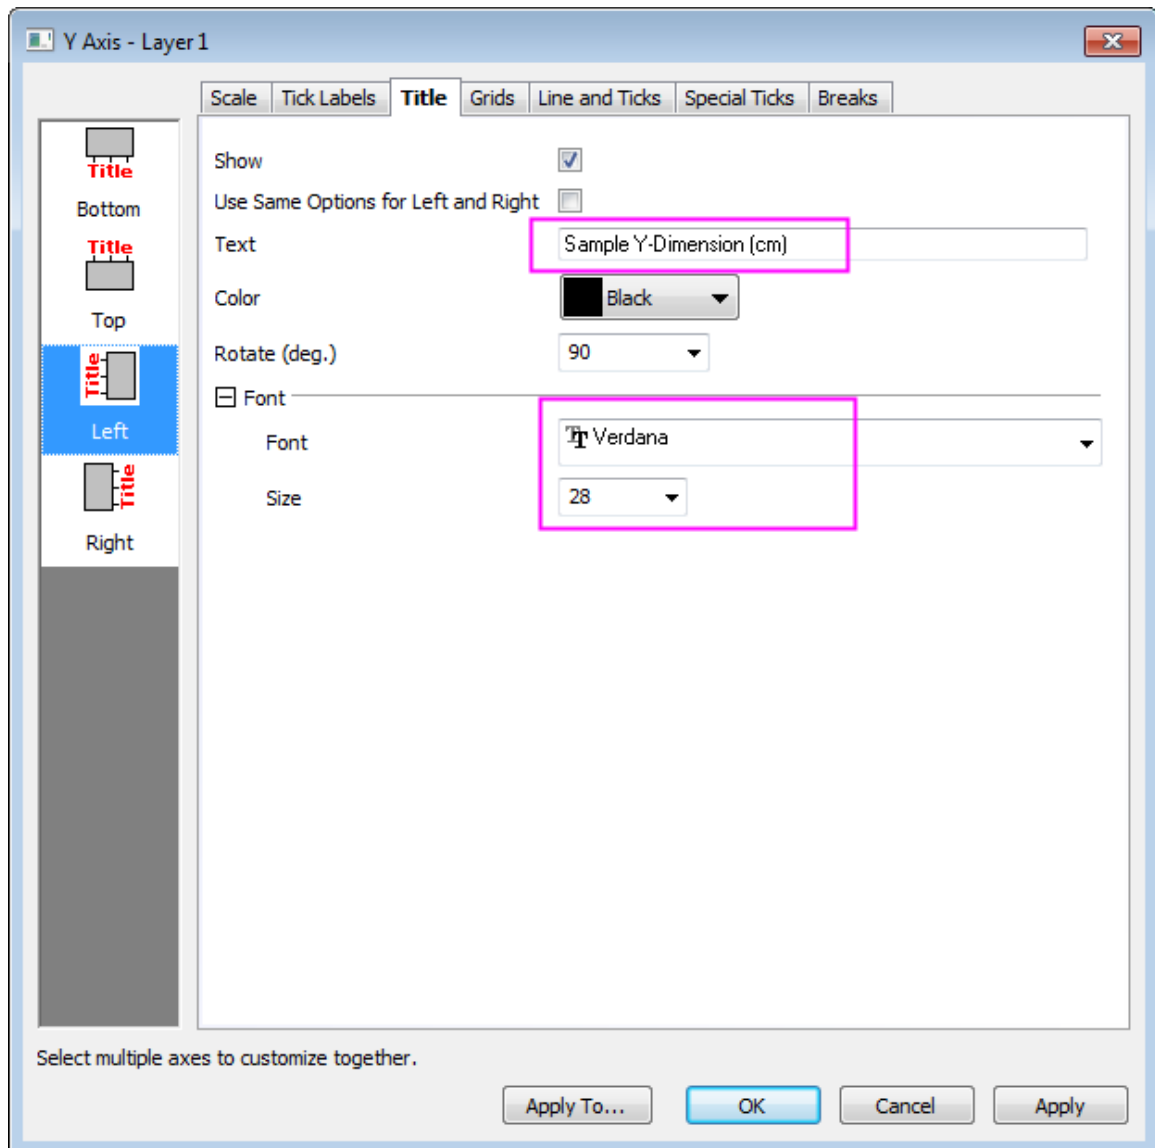 Y Axis - Layer 1
Scale Tick Labels Title Grids Line and Ticks Special Ticks Breaks
Title
Bottom
Title
Top
Title
Left
Title
Right
Show
Use Same Options for Left and Right
Text Sample Y-Dimension (cm)
Color Black
Rotate (deg.) 90
Font
Font Verdana
Size 28
Select multiple axes to customize together.
Apply To... OK Cancel Apply